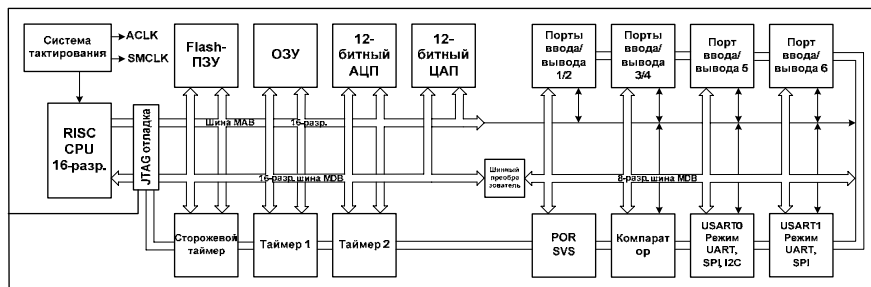 Система
тактирования
ACLK
SMCLK
Flash-
ПЗУ
ОЗУ
12-
битный
АЦП
12-
битный
ЦАП
Порты
ввода/
вывода
1/2
Порты
ввода/
вывода
3/4
Порт
ввода/
вывода 5
Порт
ввода/
вывода 6
RISC
CPU
16-разр.
JTAG отладка
Шина MAB 16-разр.
16-разр. шина MDB
Шинный
преобра
зователь
8-разр. шина MDB
Сторожевой
таймер
Таймер 1
Таймер 2
POR
SVS
Компарат
ор
USART0
Режим
UART,
SPI, I2C
USART1
Режим
UART,
SPI